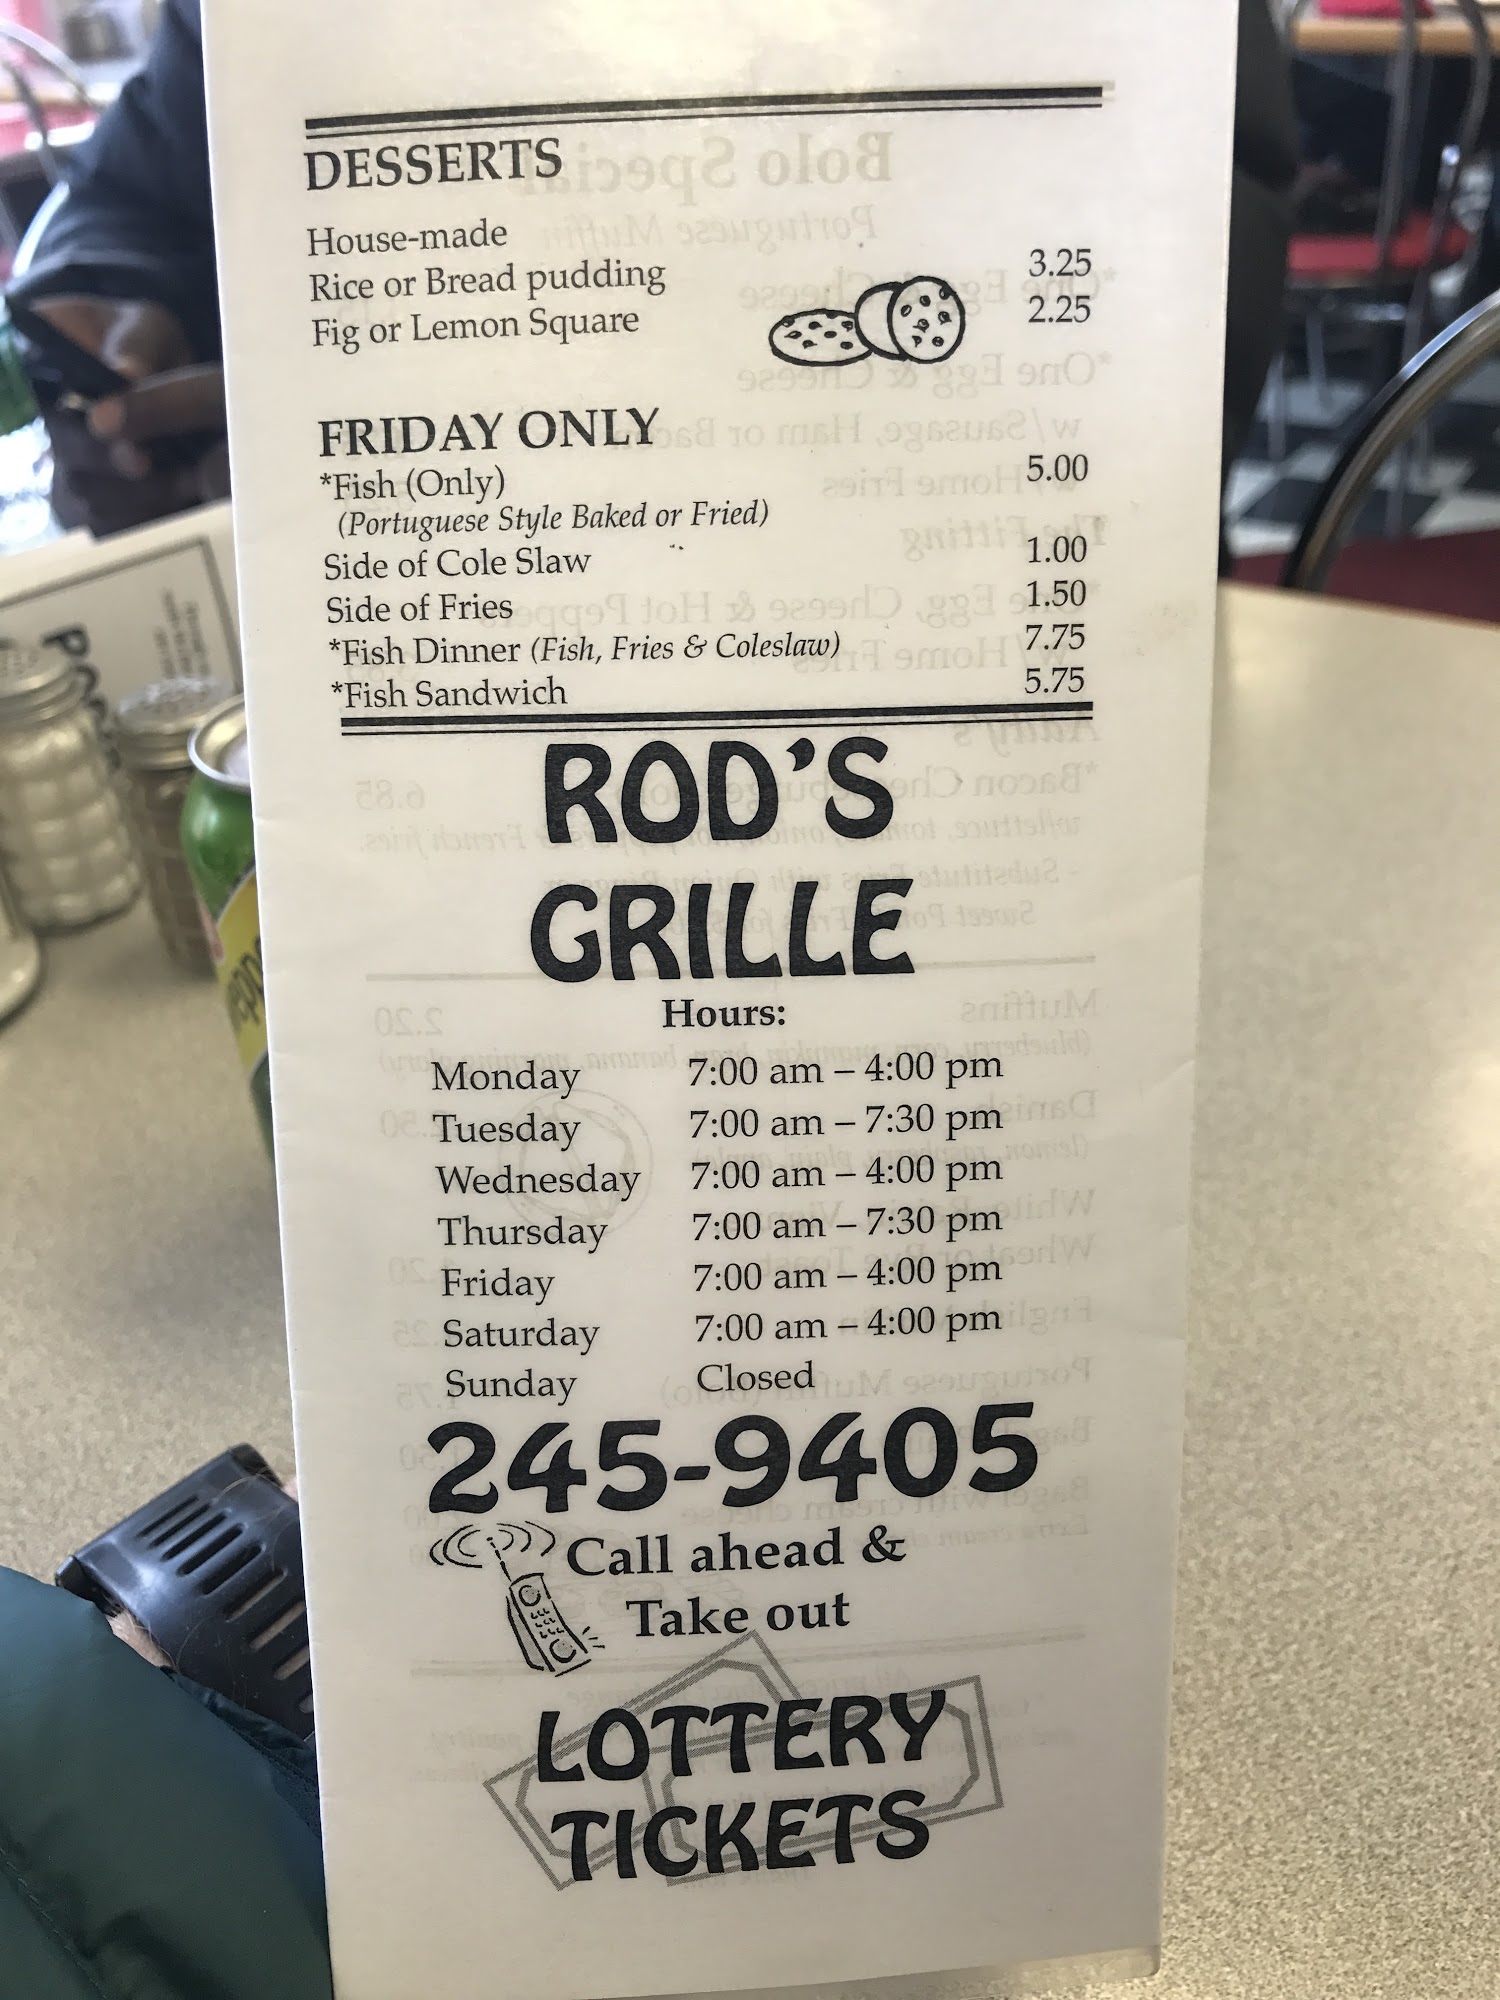 DESSERTS
House-made
Rice or Bread pudding 3.25
Fig or Lemon Square 2.25
FRIDAY ONLY
*Fish (Only) 5.00
(Portuguese Style Baked or Fried)
Side of Cole Slaw 1.00
Side of Fries 1.50
*Fish Dinner (Fish, Fries & Coleslaw) 7.75
*Fish Sandwich 5.75
ROD'S
GRILLE
Hours:
Monday 7:00 am – 4:00 pm
Tuesday 7:00 am – 7:30 pm
Wednesday 7:00 am – 4:00 pm
Thursday 7:00 am – 7:30 pm
Friday 7:00 am – 4:00 pm
Saturday 7:00 am – 4:00 pm
Sunday Closed
245-9405
Call ahead &
Take out
LOTTERY
TICKETS